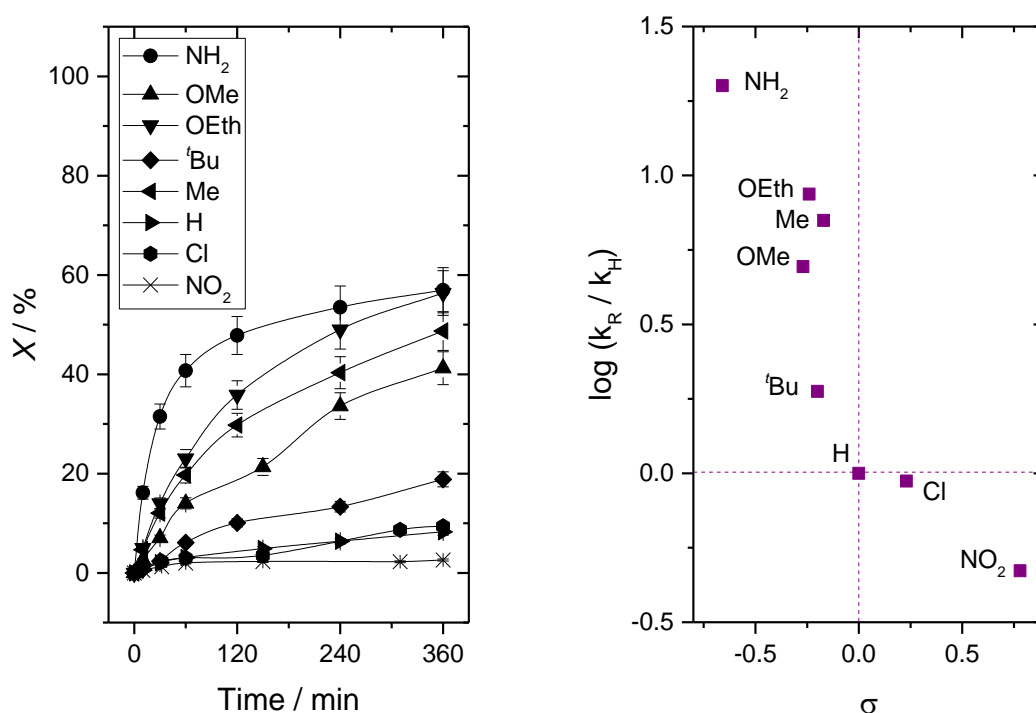 100
80
60
40
20
0
X / %
0 120 240 360
Time / min
NH₂
OMe
OEth
ᵗBu
Me
H
Cl
NO₂
1.5
1.0
0.5
0.0
-0.5
log (k_R / k_H)
-0.5 0.0 0.5
σ
NH₂
OEth
Me
OMe
ᵗBu
H
Cl
NO₂